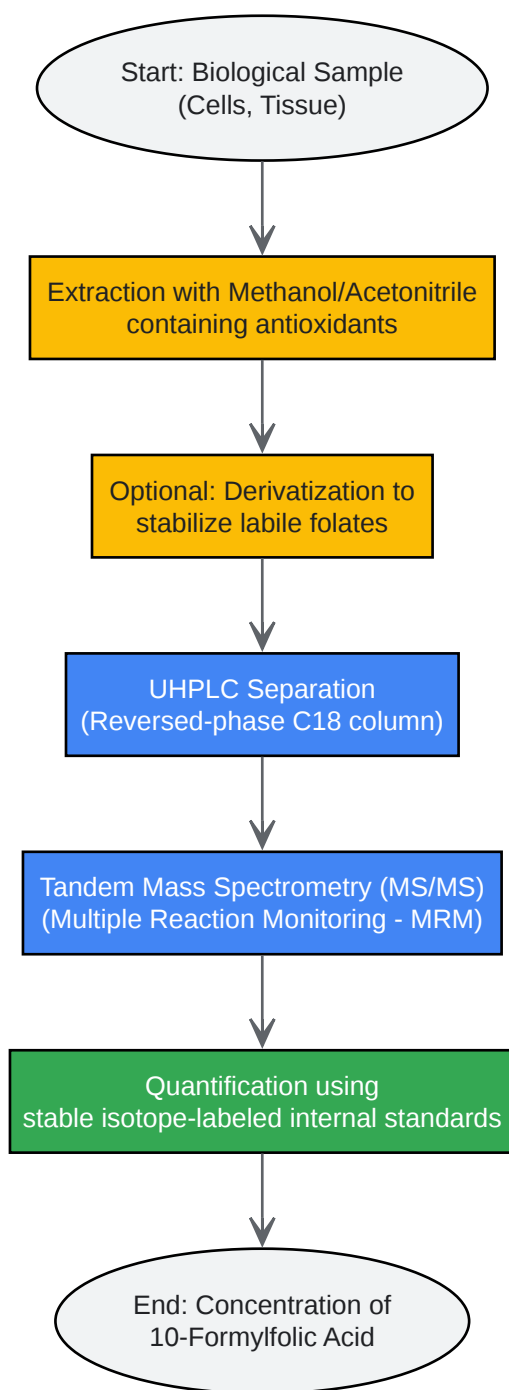 Start: Biological Sample
(Cells, Tissue)
Extraction with Methanol/Acetonitrile
containing antioxidants
Optional: Derivatization to
stabilize labile folates
UHPLC Separation
(Reversed-phase C18 column)
Tandem Mass Spectrometry (MS/MS)
(Multiple Reaction Monitoring - MRM)
Quantification using
stable isotope-labeled internal standards
End: Concentration of
10-Formylfolic Acid